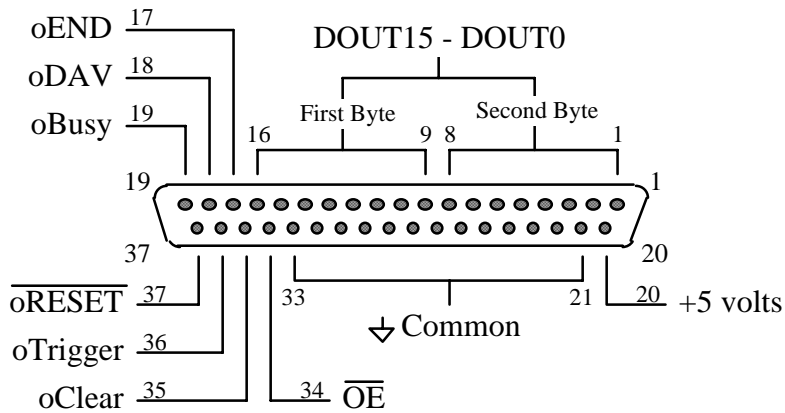 oEND 17
DOUT15 - DOUT0
oDAV 18
oBusy 19
First Byte
Second Byte
16
9 8
1
19
1
37
20
oRESET 37
33
21
20 +5 volts
Common
oTrigger 36
oClear 35
34 OE